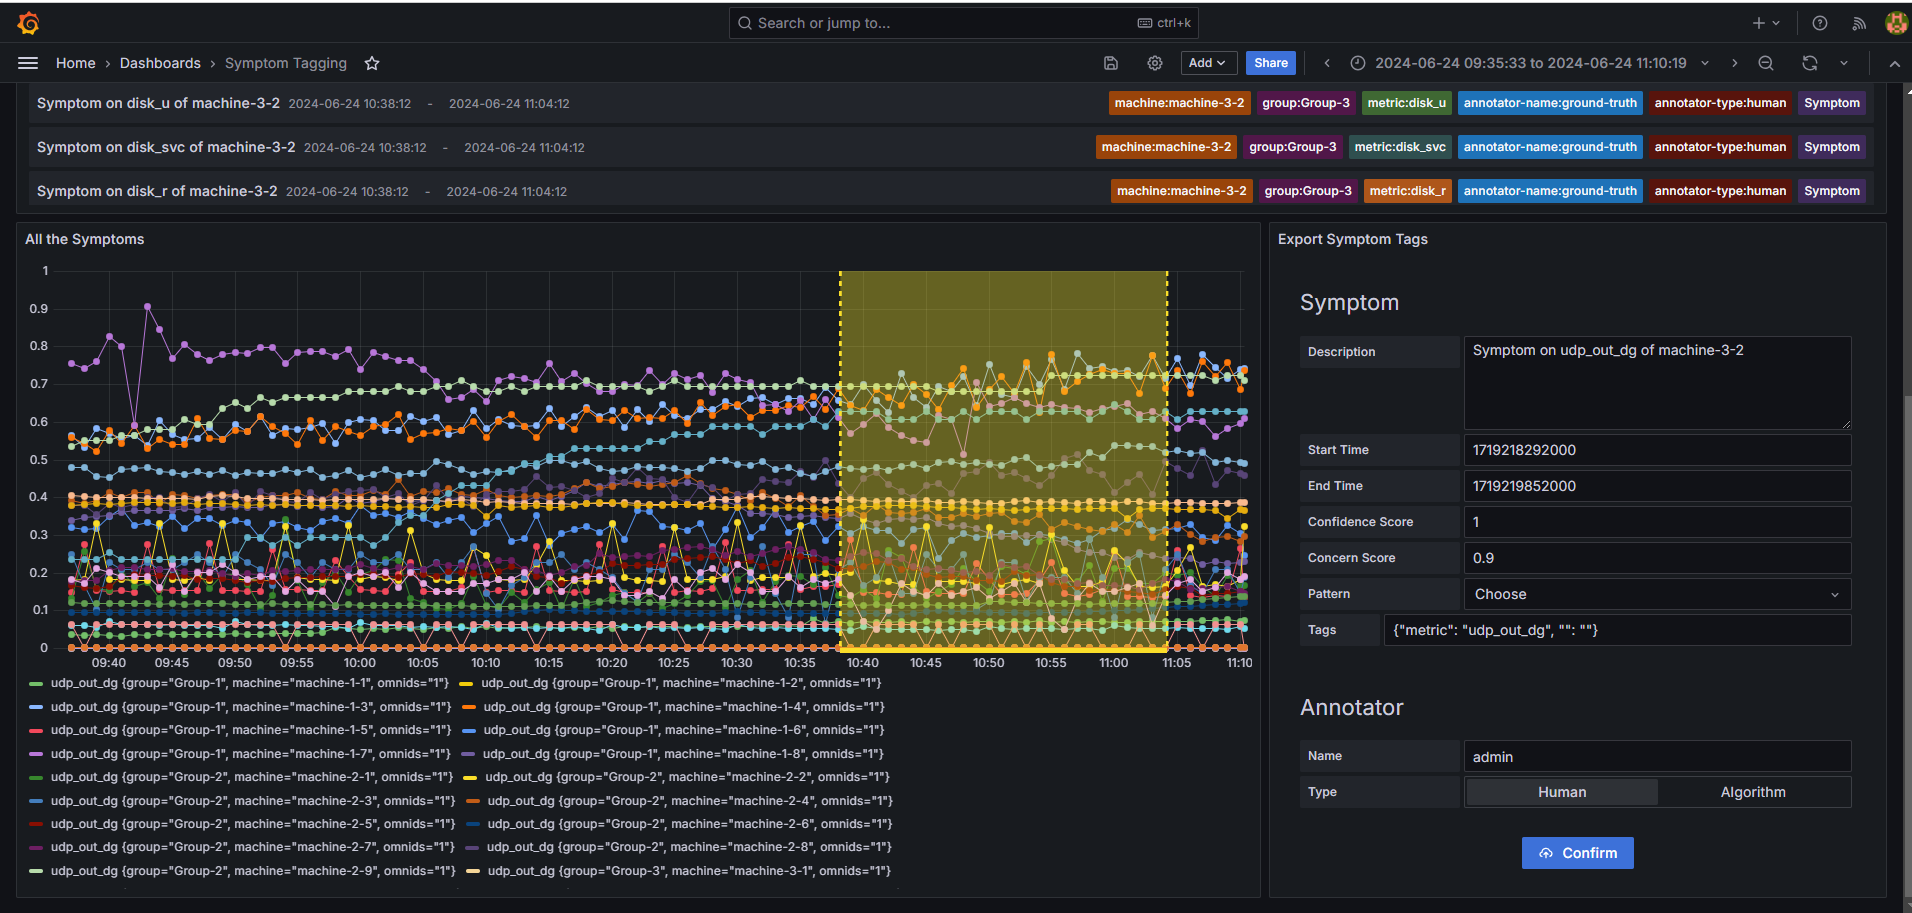 Search or jump to... ctrl+k
Home › Dashboards › Symptom Tagging Add Share 2024-06-24 09:35:33 to 2024-06-24 11:10:19
Symptom on disk_u of machine-3-2 2024-06-24 10:38:12 - 2024-06-24 11:04:12 machine:machine-3-2 group:Group-3 metric:disk_u annotator-name:ground-truth annotator-type:human Symptom
Symptom on disk_svc of machine-3-2 2024-06-24 10:38:12 - 2024-06-24 11:04:12 machine:machine-3-2 group:Group-3 metric:disk_svc annotator-name:ground-truth annotator-type:human Symptom
Symptom on disk_r of machine-3-2 2024-06-24 10:38:12 - 2024-06-24 11:04:12 machine:machine-3-2 group:Group-3 metric:disk_r annotator-name:ground-truth annotator-type:human Symptom
All the Symptoms
1
0.9
0.8
0.7
0.6
0.5
0.4
0.3
0.2
0.1
0
09:40 09:45 09:50 09:55 10:00 10:05 10:10 10:15 10:20 10:25 10:30 10:35 10:40 10:45 10:50 10:55 11:00 11:05 11:10
udp_out_dg {group="Group-1", machine="machine-1-1", omnids="1"} udp_out_dg {group="Group-1", machine="machine-1-2", omnids="1"}
udp_out_dg {group="Group-1", machine="machine-1-3", omnids="1"} udp_out_dg {group="Group-1", machine="machine-1-4", omnids="1"}
udp_out_dg {group="Group-1", machine="machine-1-5", omnids="1"} udp_out_dg {group="Group-1", machine="machine-1-6", omnids="1"}
udp_out_dg {group="Group-1", machine="machine-1-7", omnids="1"} udp_out_dg {group="Group-1", machine="machine-1-8", omnids="1"}
udp_out_dg {group="Group-2", machine="machine-2-1", omnids="1"} udp_out_dg {group="Group-2", machine="machine-2-2", omnids="1"}
udp_out_dg {group="Group-2", machine="machine-2-3", omnids="1"} udp_out_dg {group="Group-2", machine="machine-2-4", omnids="1"}
udp_out_dg {group="Group-2", machine="machine-2-5", omnids="1"} udp_out_dg {group="Group-2", machine="machine-2-6", omnids="1"}
udp_out_dg {group="Group-2", machine="machine-2-7", omnids="1"} udp_out_dg {group="Group-2", machine="machine-2-8", omnids="1"}
udp_out_dg {group="Group-2", machine="machine-2-9", omnids="1"} udp_out_dg {group="Group-3", machine="machine-3-1", omnids="1"}
Export Symptom Tags
Symptom
Description Symptom on udp_out_dg of machine-3-2
Start Time 1719218292000
End Time 1719219852000
Confidence Score 1
Concern Score 0.9
Pattern Choose
Tags {"metric": "udp_out_dg", "": ""}
Annotator
Name admin
Type Human Algorithm
Confirm